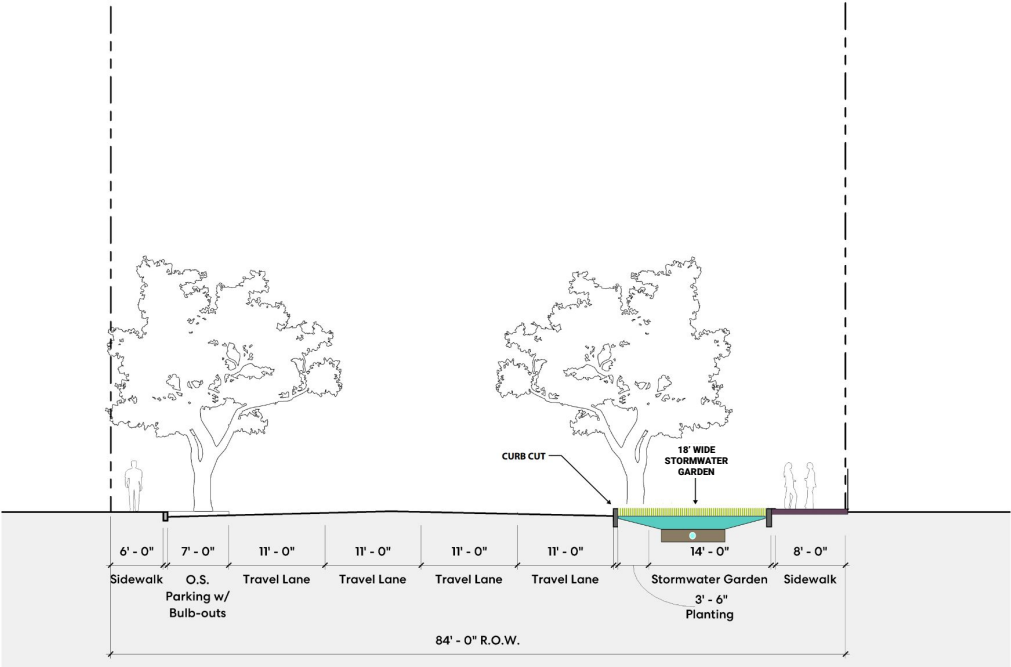 CURB CUT
18' WIDE
STORMWATER
GARDEN
6' - 0"
7' - 0"
11' - 0"
11' - 0"
11' - 0"
11' - 0"
14' - 0"
8' - 0"
Sidewalk
O.S.
Parking w/
Bulb-outs
Travel Lane
Travel Lane
Travel Lane
Travel Lane
Stormwater Garden
Sidewalk
3' - 6"
Planting
84' - 0" R.O.W.